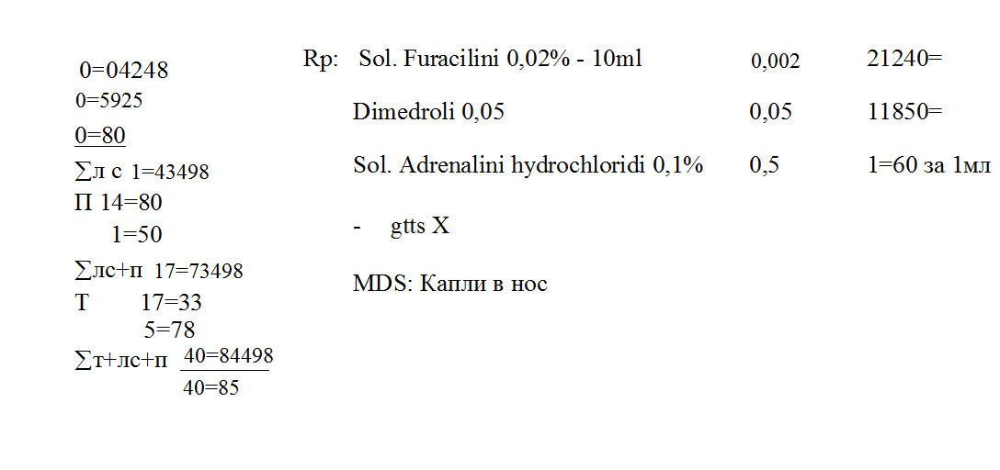 0=04248
0=5925
0=80
∑л с 1=43498
П 14=80
1=50
∑лс+п 17=73498
Т 17=33
5=78
∑т+лс+п 40=84498
40=85
Rp: Sol. Furacilini 0,02% - 10ml 0,002 21240=
Dimedroli 0,05 0,05 11850=
Sol. Adrenalini hydrochloridi 0,1% 0,5 1=60 за 1мл
- gtts X
MDS: Капли в нос